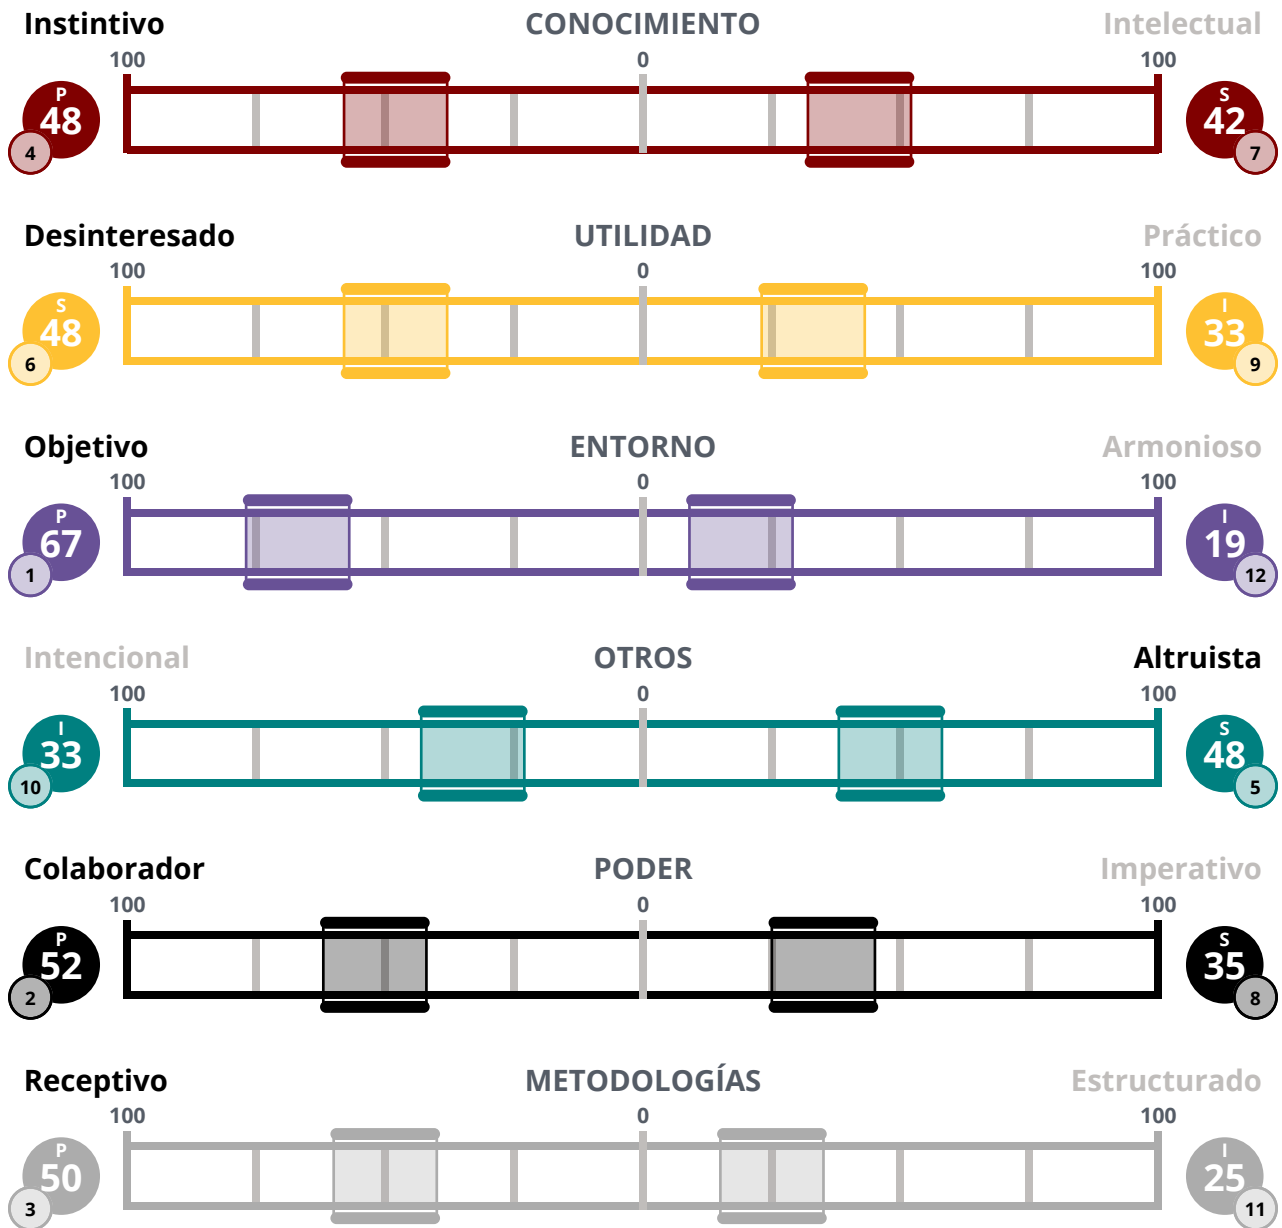 Instintivo CONOCIMIENTO Intelectual
100 0 100
P 48 4
S 42 7
Desinteresado UTILIDAD Práctico
100 0 100
S 48 6
I 33 9
Objetivo ENTORNO Armonioso
100 0 100
P 67 1
I 19 12
Intencional OTROS Altruista
100 0 100
I 33 10
S 48 5
Colaborador PODER Imperativo
100 0 100
P 52 2
S 35 8
Receptivo METODOLOGÍAS Estructurado
100 0 100
P 50 3
I 25 11